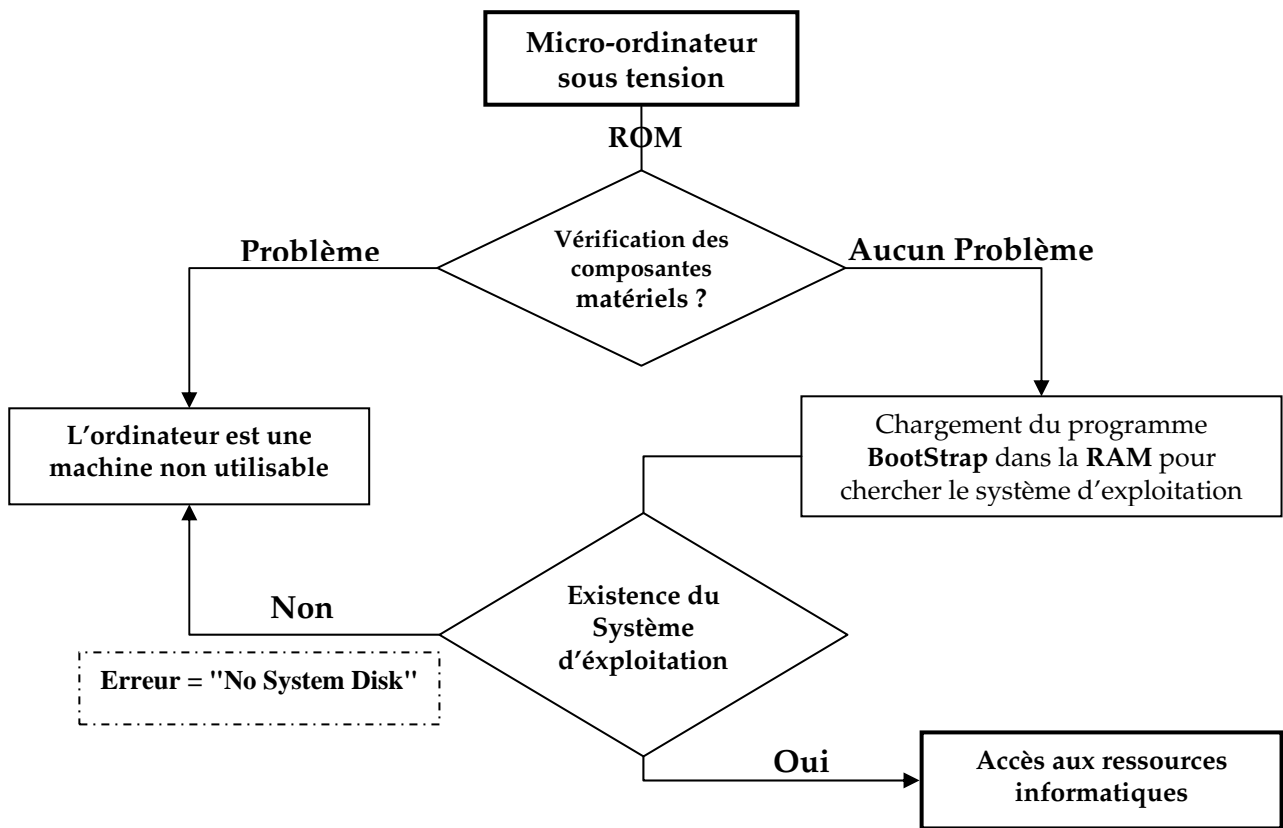 Micro-ordinateur
sous tension
ROM
Problème
Vérification des
composantes
matériels ?
Aucun Problème
L'ordinateur est une
machine non utilisable
Chargement du programme
BootStrap dans la RAM pour
chercher le système d'exploitation
Non
Existence du
Système
d'éxploitation
Erreur = "No System Disk"
Oui
Accès aux ressources
informatiques